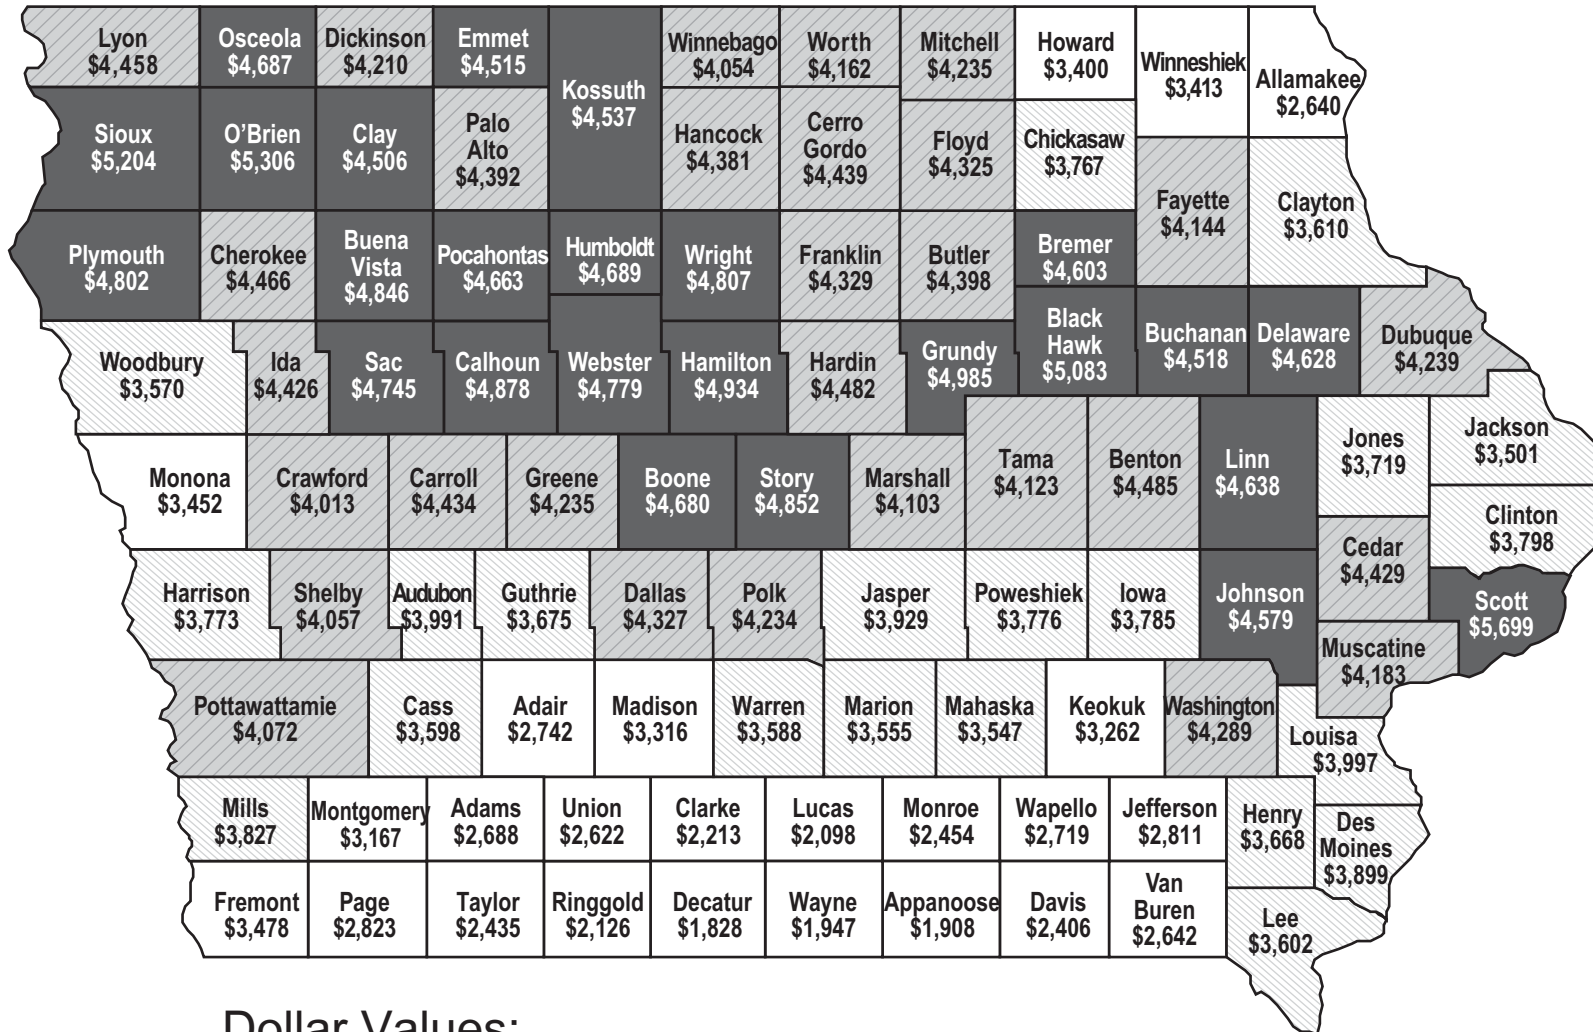 Lyon
$4,458
Osceola
$4,687
Dickinson
$4,210
Emmet
$4,515
Kossuth
$4,537
Winnebago
$4,054
Worth
$4,162
Mitchell
$4,235
Howard
$3,400
Winneshiek
$3,413
Allamakee
$2,640
Sioux
$5,204
O’Brien
$5,306
Clay
$4,506
Palo
Alto
$4,392
Hancock
$4,381
Cerro
Gordo
$4,439
Floyd
$4,325
Chickasaw
$3,767
Fayette
$4,144
Clayton
$3,610
Plymouth
$4,802
Cherokee
$4,466
Buena
Vista
$4,846
Pocahontas
$4,663
Humboldt
$4,689
Wright
$4,807
Franklin
$4,329
Butler
$4,398
Bremer
$4,603
Woodbury
$3,570
Ida
$4,426
Sac
$4,745
Calhoun
$4,878
Webster
$4,779
Hamilton
$4,934
Hardin
$4,482
Grundy
$4,985
Black
Hawk
$5,083
Buchanan
$4,518
Delaware
$4,628
Dubuque
$4,239
Monona
$3,452
Crawford
$4,013
Carroll
$4,434
Greene
$4,235
Boone
$4,680
Story
$4,852
Marshall
$4,103
Tama
$4,123
Benton
$4,485
Linn
$4,638
Jones
$3,719
Jackson
$3,501
Clinton
$3,798
Harrison
$3,773
Shelby
$4,057
Audubon
$3,991
Guthrie
$3,675
Dallas
$4,327
Polk
$4,234
Jasper
$3,929
Poweshiek
$3,776
Iowa
$3,785
Johnson
$4,579
Cedar
$4,429
Scott
$5,699
Muscatine
$4,183
Pottawattamie
$4,072
Cass
$3,598
Adair
$2,742
Madison
$3,316
Warren
$3,588
Marion
$3,555
Mahaska
$3,547
Keokuk
$3,262
Washington
$4,289
Louisa
$3,997
Mills
$3,827
Montgomery
$3,167
Adams
$2,688
Union
$2,622
Clarke
$2,213
Lucas
$2,098
Monroe
$2,454
Wapello
$2,719
Jefferson
$2,811
Henry
$3,668
Des
Moines
$3,899
Fremont
$3,478
Page
$2,823
Taylor
$2,435
Ringgold
$2,126
Decatur
$1,828
Wayne
$1,947
Appanoose
$1,908
Davis
$2,406
Van
Buren
$2,642
Lee
$3,602
Dollar Values: